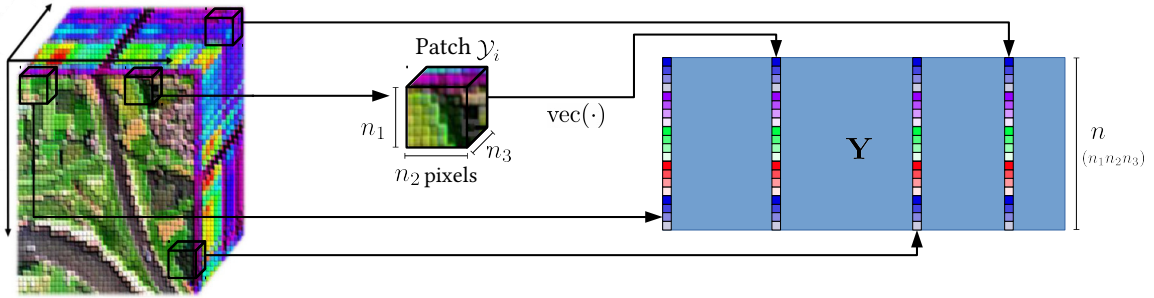 Patch 𝒴ᵢ
n₁
n₃
n₂ pixels
vec(·)
Y
n
(n₁n₂n₃)